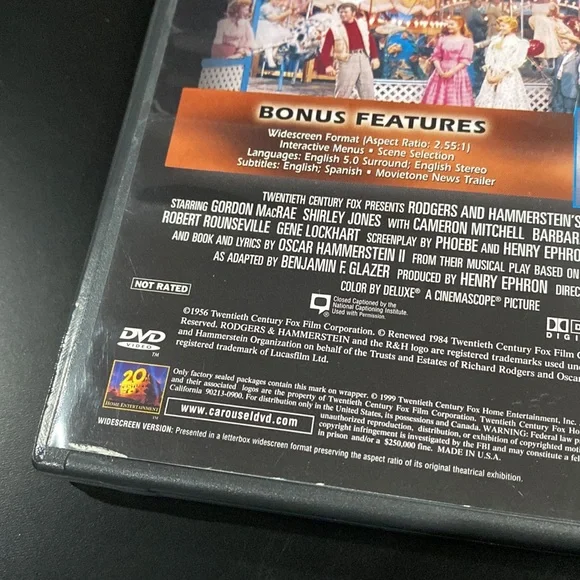 BONUS FEATURES
Widescreen Format (Aspect Ratio: 2.55:1)
Interactive Menus • Scene Selection
Languages: English 5.0 Surround; English Stereo
Subtitles: English; Spanish • Movietone News Trailer
TWENTIETH CENTURY FOX PRESENTS RODGERS AND HAMMERSTEIN'S
STARRING GORDON MacRAE SHIRLEY JONES WITH CAMERON MITCHELL BARBAR
ROBERT ROUNSEVILLE GENE LOCKHART SCREENPLAY BY PHOEBE AND HENRY EPHRO
AND BOOK AND LYRICS BY OSCAR HAMMERSTEIN II FROM THEIR MUSICAL PLAY BASED ON
AS ADAPTED BY BENJAMIN F. GLAZER PRODUCED BY HENRY EPHRON DIREC
COLOR BY DELUXE® A CINEMASCOPE® PICTURE
NOT RATED
Closed Captioned by the
National Captioning Institute.
Used with Permission.
DIGI
©1956 Twentieth Century Fox Film Corporation. © Renewed 1984 Twentieth Century Fox Film C
Reserved. RODGERS & HAMMERSTEIN and the R&H logo are registered trademarks used unde
and Hammerstein Organization on behalf of the Trusts and Estates of Richard Rodgers and Osca
registered trademark of Lucasfilm Ltd.
DVD
VIDEO
TM
20
HOME ENTERTAINMENT
Only factory sealed packages contain this mark on wrapper. © 1999 Twentieth Century Fox Home Entertainment, Inc.
and their associated logos are the property of Twentieth Century Fox Film Corporation. Twentieth Century Fox Home
California 90213-0900. For distribution only in the United States, its possessions and Canada. WARNING: Federal law p
www.carouseldvd.com
unauthorized reproduction, distribution, or exhibition of copyrighted moti
copyright infringement is investigated by the FBI and may constitute a fel
in prison and/or a $250,000 fine. MADE IN U.S.A.
WIDESCREEN VERSION: Presented in a letterbox widescreen format preserving the aspect ratio of its original theatrical exhibition.